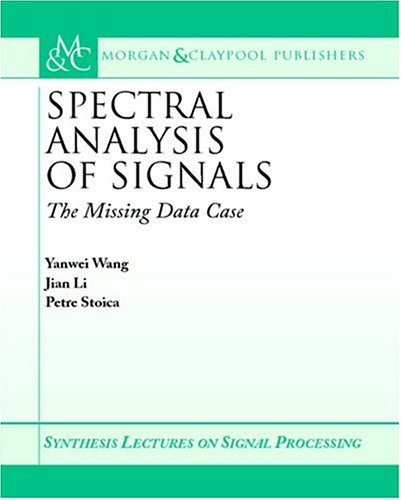 M&C
MORGAN & CLAYPOOL PUBLISHERS
SPECTRAL
ANALYSIS
OF SIGNALS
The Missing Data Case
Yanwei Wang
Jian Li
Petre Stoica
SYNTHESIS LECTURES ON SIGNAL PROCESSING